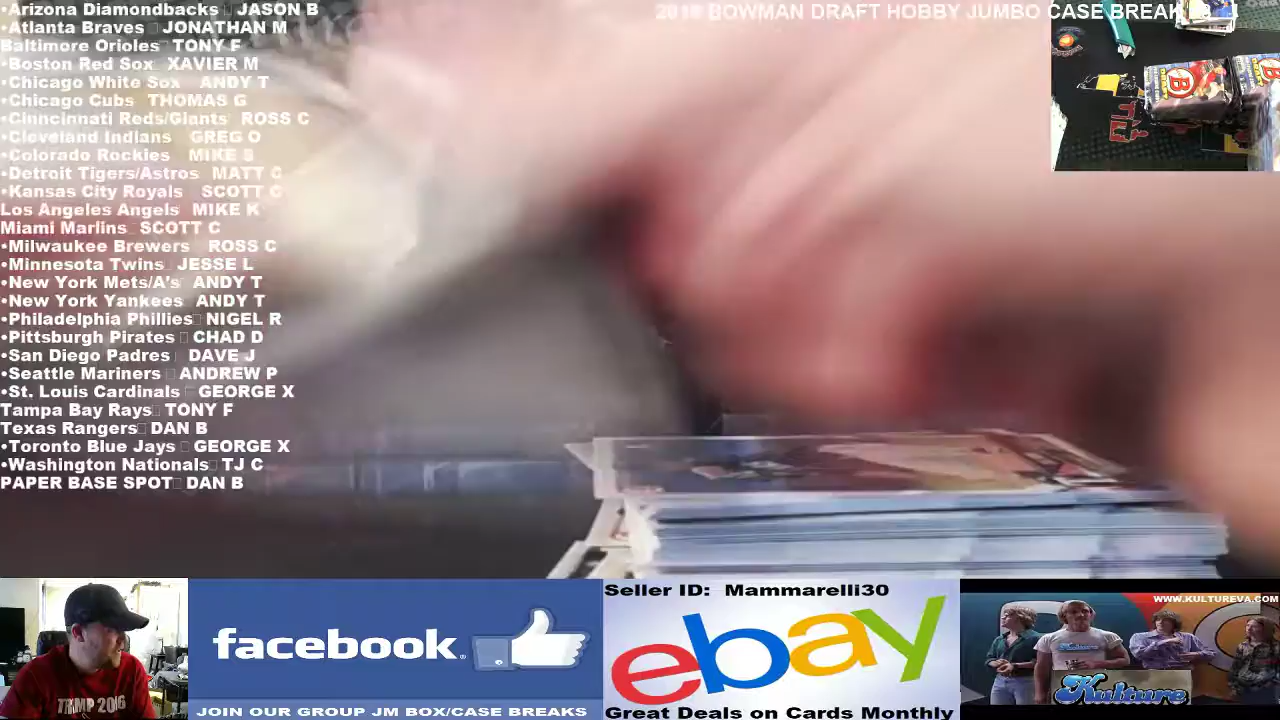 •Arizona Diamondbacks JASON B
•Atlanta Braves JONATHAN M
Baltimore Orioles TONY F
•Boston Red Sox XAVIER M
•Chicago White Sox ANDY T
•Chicago Cubs THOMAS G
•Cinncinnati Reds/Giants ROSS C
•Cleveland Indians GREG O
•Colorado Rockies MIKE S
•Detroit Tigers/Astros MATT C
•Kansas City Royals SCOTT C
Los Angeles Angels MIKE K
Miami Marlins SCOTT C
•Milwaukee Brewers ROSS C
•Minnesota Twins JESSE L
•New York Mets/A's ANDY T
•New York Yankees ANDY T
•Philadelphia Phillies NIGEL R
•Pittsburgh Pirates CHAD D
•San Diego Padres DAVE J
•Seattle Mariners ANDREW P
•St. Louis Cardinals GEORGE X
Tampa Bay Rays TONY F
Texas Rangers DAN B
•Toronto Blue Jays GEORGE X
•Washington Nationals TJ C
PAPER BASE SPOT DAN B
BOWMAN DRAFT HOBBY JUMBO CASE BREAK
TRUMP 2016
facebook
JOIN OUR GROUP JM BOX/CASE BREAKS
Seller ID: Mammarelli30
ebay
Great Deals on Cards Monthly
WWW.KULTUREVA.COM
Kulture